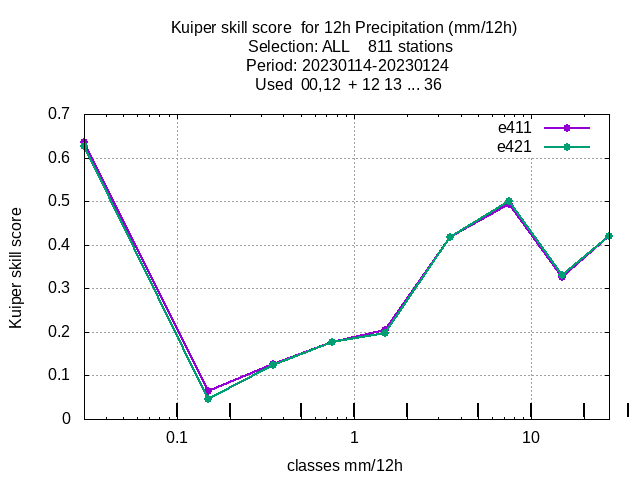 Kuiper skill score  for 12h Precipitation (mm/12h)
Selection: ALL    811 stations
Period: 20230114-20230124
Used  00,12  + 12 13 ... 36
e411
e421
0.7
0.6
0.5
0.4
0.3
0.2
0.1
0
Kuiper skill score
0.1 1 10
classes mm/12h